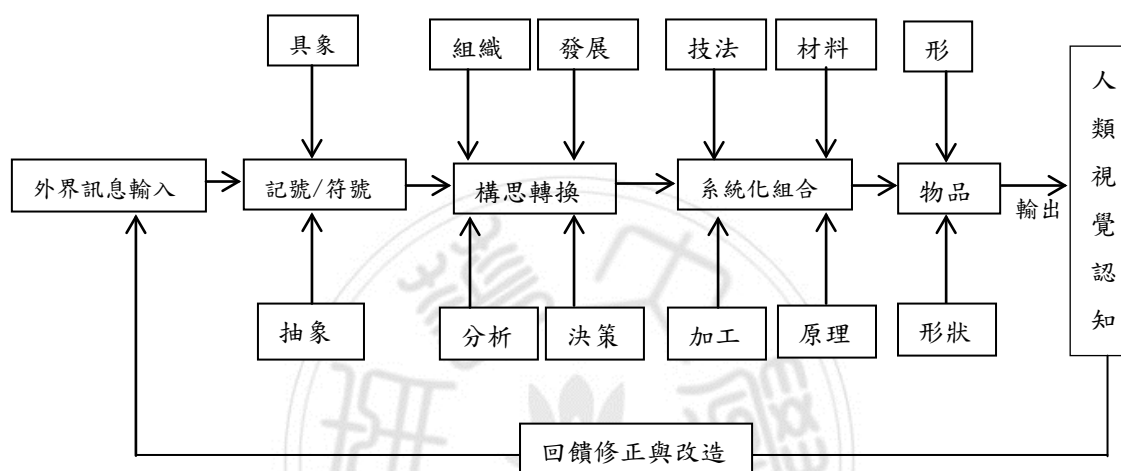 具象
組織
發展
技法
材料
形
外界訊息輸入
記號/符號
構思轉換
系統化組合
物品
輸出
人類視覺認知
抽象
分析
決策
加工
原理
形狀
回饋修正與改造